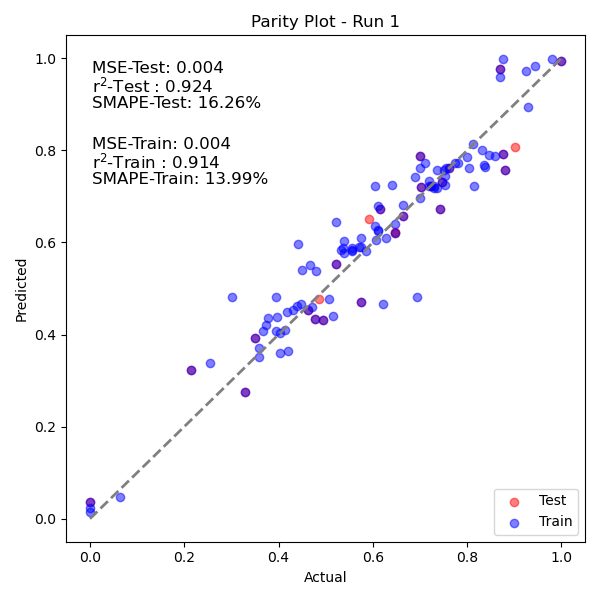 Parity Plot - Run 1
MSE-Test: 0.004
r²-Test : 0.924
SMAPE-Test: 16.26%
MSE-Train: 0.004
r²-Train : 0.914
SMAPE-Train: 13.99%
Predicted
1.0
0.8
0.6
0.4
0.2
0.0
Test
Train
0.0 0.2 0.4 0.6 0.8 1.0
Actual